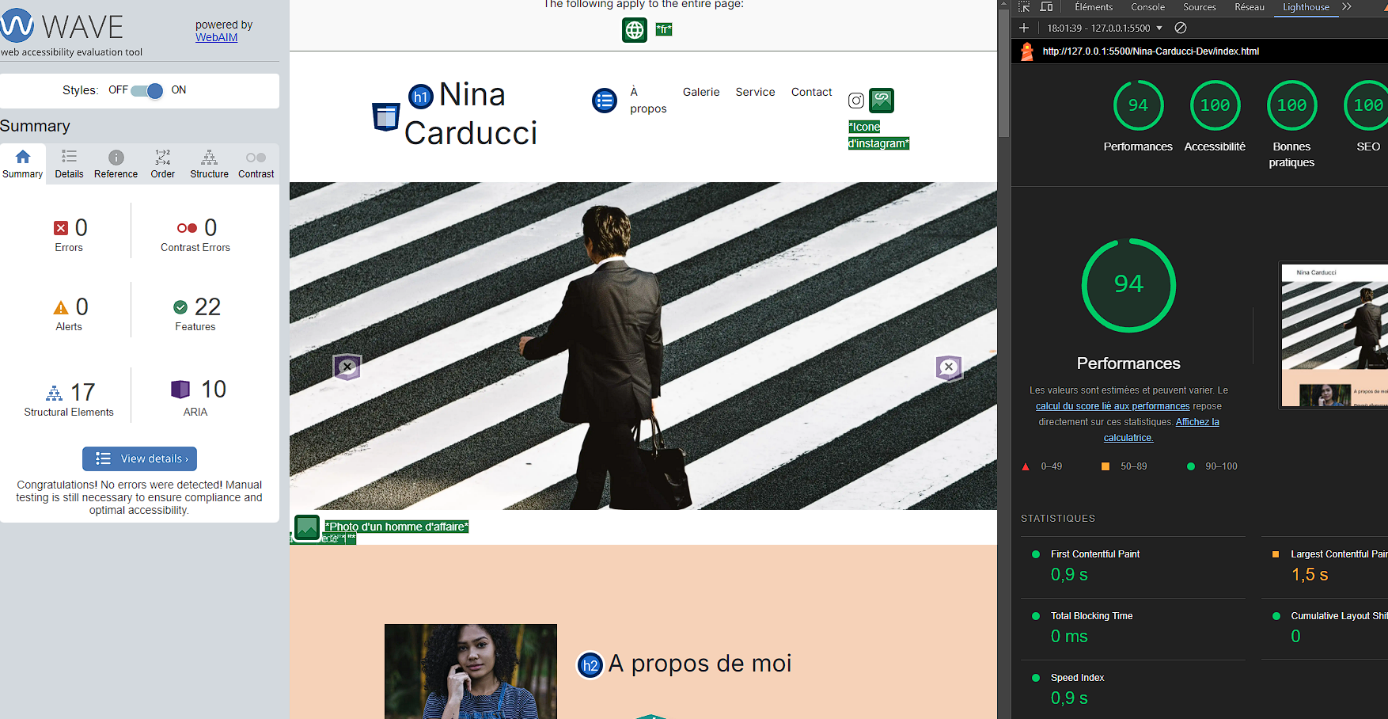 The following apply to the entire page:
*fr*
WAVE
powered by
WebAIM
web accessibility evaluation tool
Styles: OFF ON
Summary
Summary Details Reference Order Structure Contrast
0
Errors
0
Contrast Errors
0
Alerts
22
Features
17
Structural Elements
10
ARIA
View details ›
Congratulations! No errors were detected! Manual
testing is still necessary to ensure compliance and
optimal accessibility.
h1 Nina
Carducci
À
propos
Galerie
Service
Contact
*Icone
d'instagram*
*Photo d'un homme d'affaire*
h2 A propos de moi
Éléments Console Sources Réseau Lighthouse
18:01:39 - 127.0.0.1:5500
http://127.0.0.1:5500/Nina-Carducci-Dev/index.html
94
Performances
100
Accessibilité
100
Bonnes
pratiques
100
SEO
94
Performances
Les valeurs sont estimées et peuvent varier. Le
calcul du score lié aux performances repose
directement sur ces statistiques. Affichez la
calculatrice.
0–49
50–89
90–100
Nina Carducci
A propos de moi
STATISTIQUES
First Contentful Paint
0,9 s
Largest Contentful Pain
1,5 s
Total Blocking Time
0 ms
Cumulative Layout Shif
0
Speed Index
0,9 s